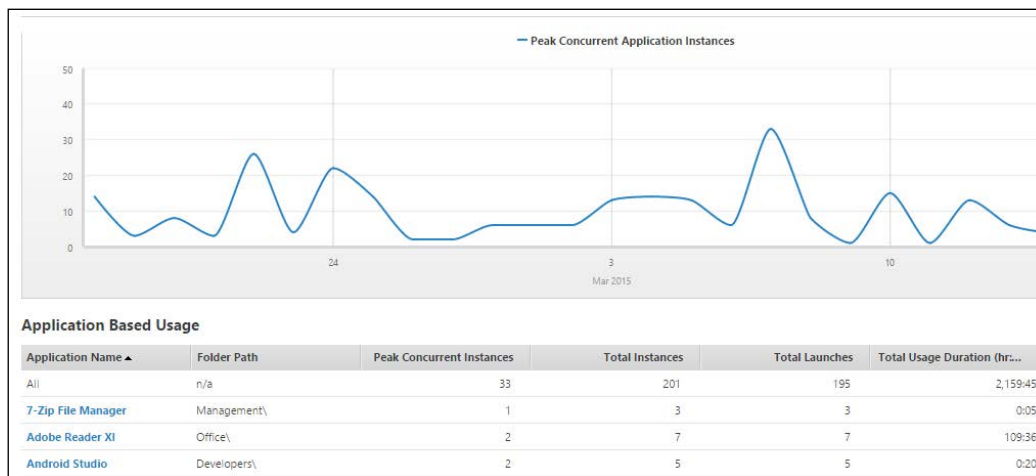 Peak Concurrent Application Instances
50
40
30
20
10
0
24
3
10
Mar 2015
Application Based Usage
Application Name Folder Path Peak Concurrent Instances Total Instances Total Launches Total Usage Duration (hr:...
All n/a 33 201 195 2,159:45
7-Zip File Manager Management\ 1 3 3 0:05
Adobe Reader XI Office\ 2 7 7 109:36
Android Studio Developers\ 2 5 5 0:20